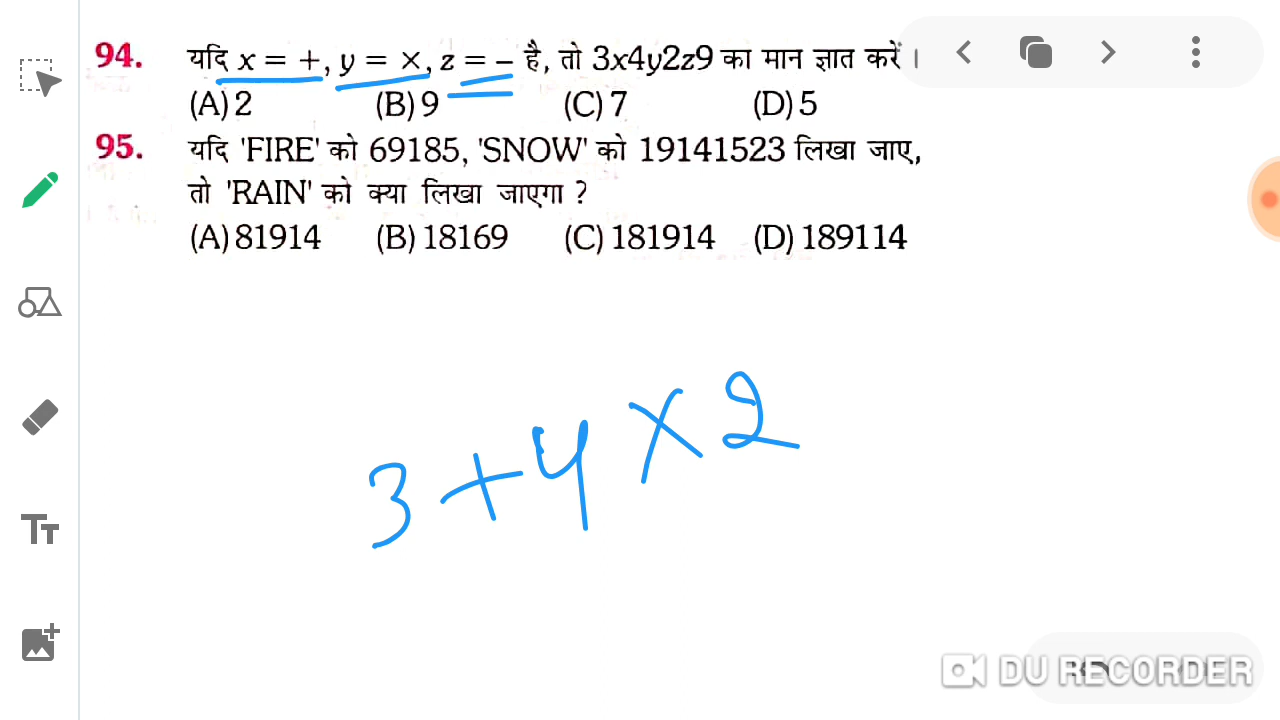 94. यदि x = +, y = ×, z = – है, तो 3x4y2z9 का मान ज्ञात करें।
(A) 2 (B) 9 (C) 7 (D) 5
95. यदि 'FIRE' को 69185, 'SNOW' को 19141523 लिखा जाए,
तो 'RAIN' को क्या लिखा जाएगा ?
(A) 81914 (B) 18169 (C) 181914 (D) 189114
3 + 4 × 2
TT
DU RECORDER